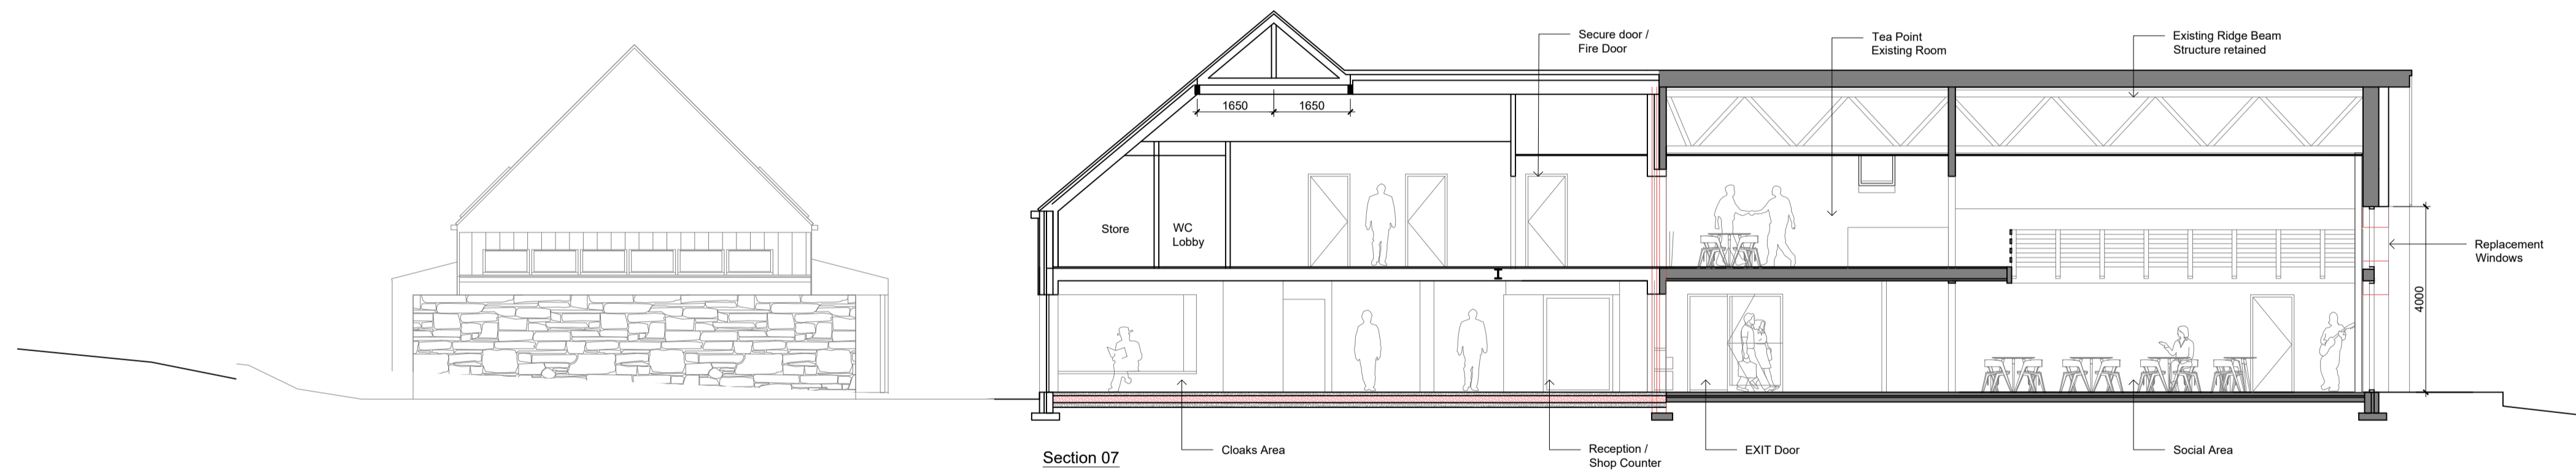 Secure door /
Fire Door
Tea Point
Existing Room
Existing Ridge Beam
Structure retained
1650
1650
Store
WC
Lobby
Replacement
Windows
4000
Cloaks Area
Reception /
Shop Counter
EXIT Door
Social Area
Section 07